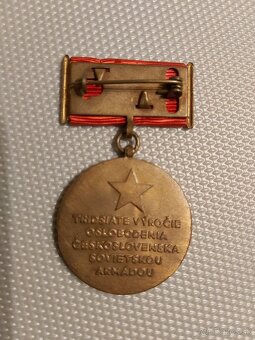 TRIDSIATE VÝROČIE
OSLOBODENIA
ČESKOSLOVENSKA
SOVIETSKOU
ARMÁDOU